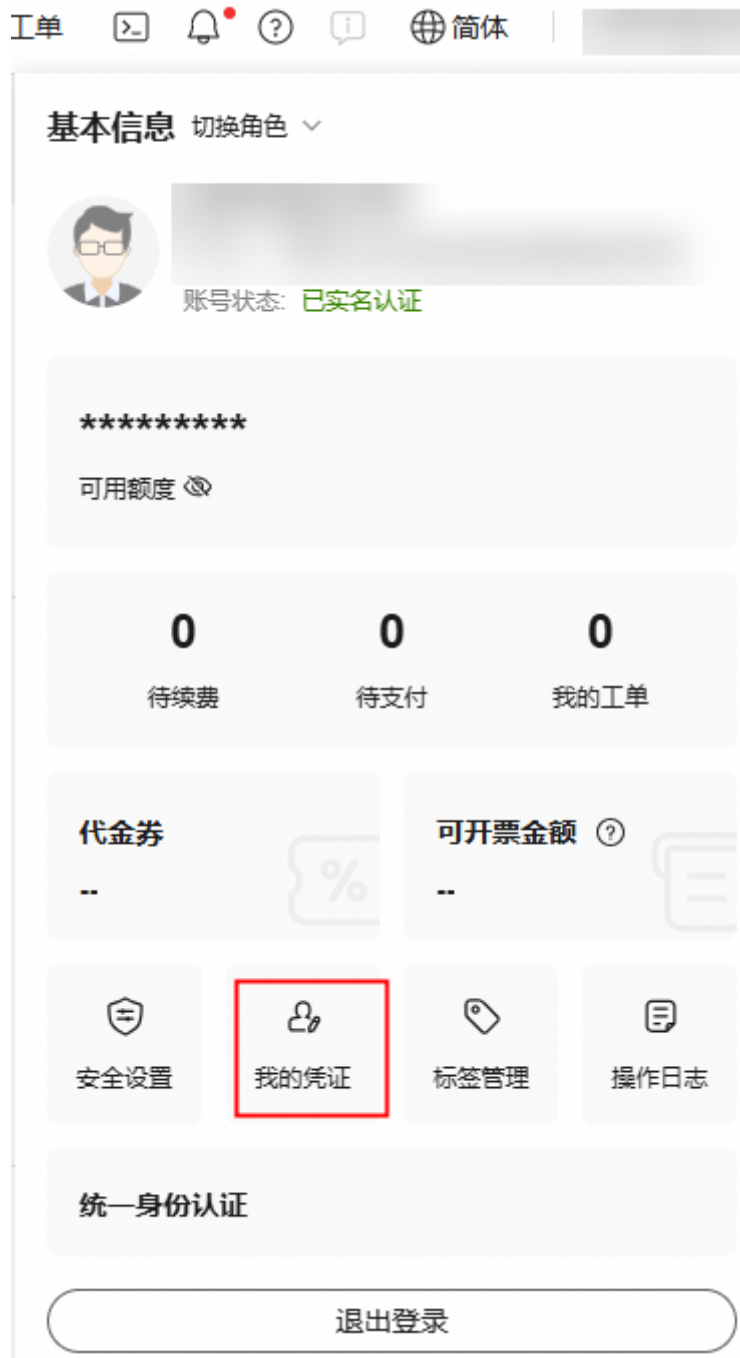 工单 简体
基本信息 切换角色
账号状态: 已实名认证
*********
可用额度
0 0 0
待续费 待支付 我的工单
代金券 可开票金额
-- --
安全设置 我的凭证 标签管理 操作日志
统一身份认证
退出登录